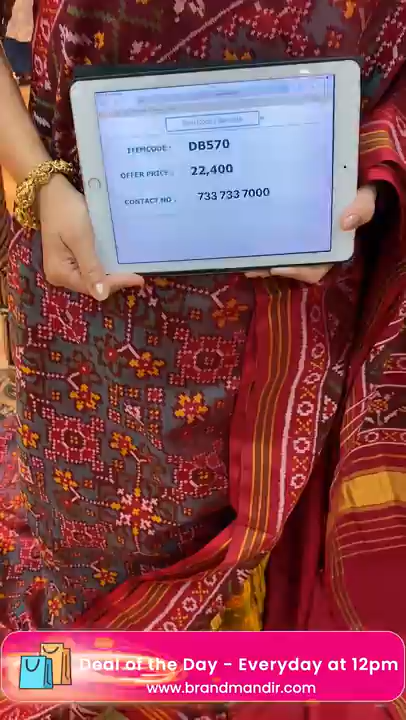 ITEMCODE : DB570
OFFER PRICE : 22,400
CONTACT NO : 733 733 7000
Deal of the Day - Everyday at 12pm
www.brandmandir.com